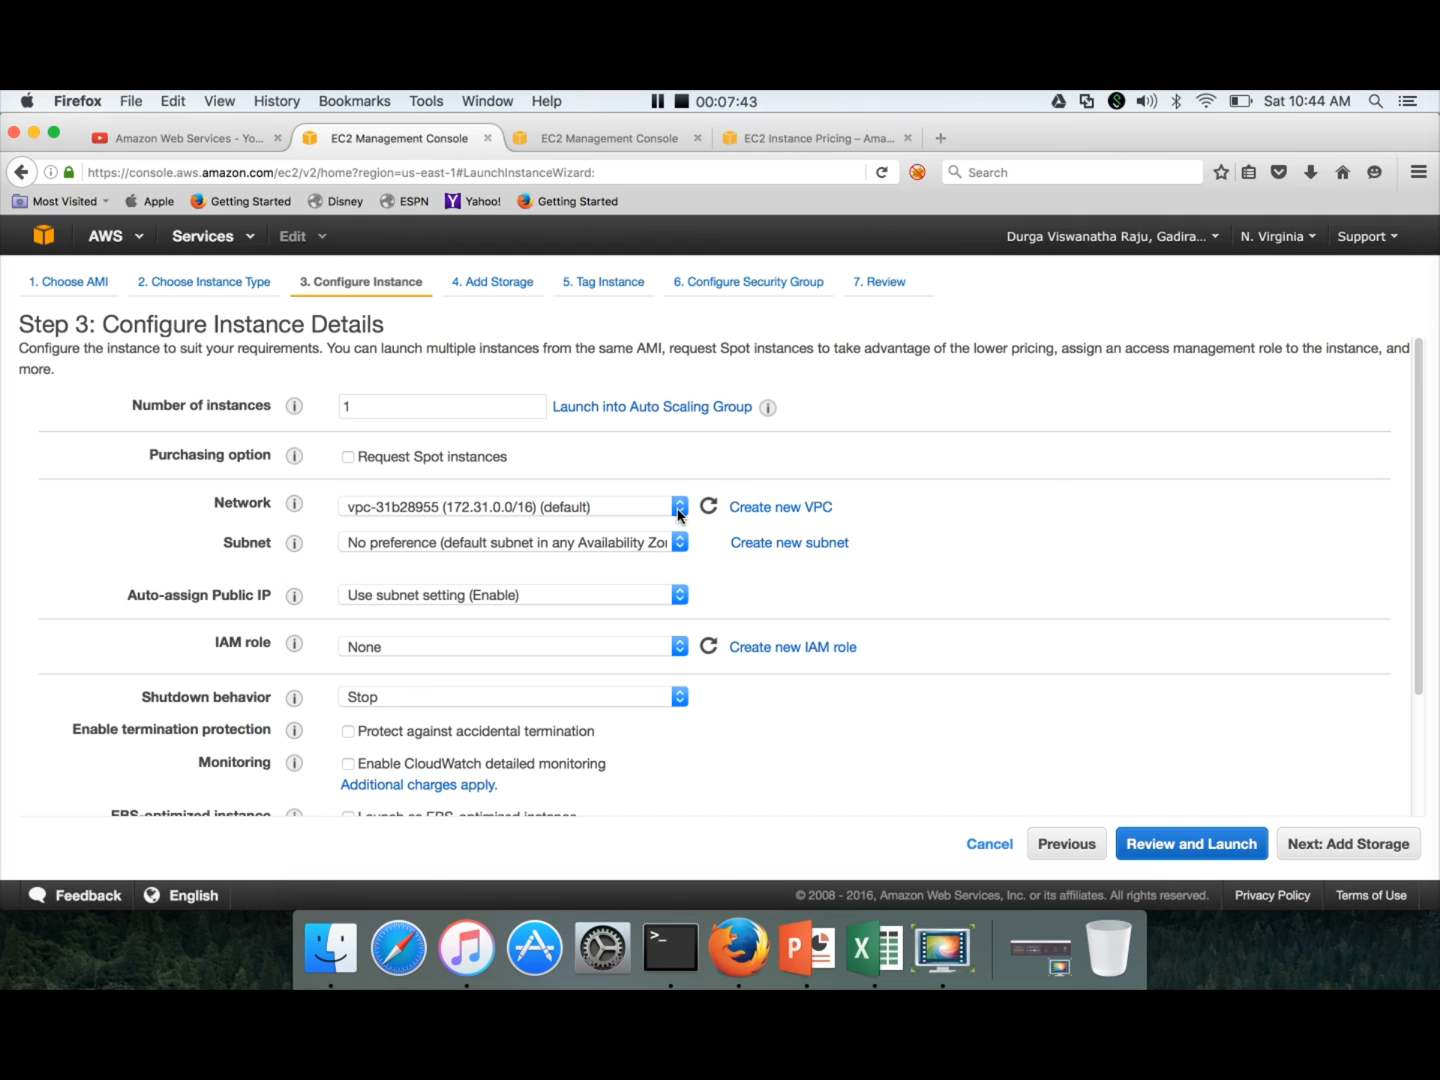 Firefox File Edit View History Bookmarks Tools Window Help 00:07:43 Sat 10:44 AM
Amazon Web Services - Yo... EC2 Management Console EC2 Management Console EC2 Instance Pricing – Ama...
https://console.aws.amazon.com/ec2/v2/home?region=us-east-1#LaunchInstanceWizard: Search
Most Visited Apple Getting Started Disney ESPN Yahoo! Getting Started
AWS Services Edit Durga Viswanatha Raju, Gadira... N. Virginia Support
1. Choose AMI 2. Choose Instance Type 3. Configure Instance 4. Add Storage 5. Tag Instance 6. Configure Security Group 7. Review
Step 3: Configure Instance Details
Configure the instance to suit your requirements. You can launch multiple instances from the same AMI, request Spot instances to take advantage of the lower pricing, assign an access management role to the instance, and
more.
Number of instances 1 Launch into Auto Scaling Group
Purchasing option Request Spot instances
Network vpc-31b28955 (172.31.0.0/16) (default) Create new VPC
Subnet No preference (default subnet in any Availability Zo Create new subnet
Auto-assign Public IP Use subnet setting (Enable)
IAM role None Create new IAM role
Shutdown behavior Stop
Enable termination protection Protect against accidental termination
Monitoring Enable CloudWatch detailed monitoring
Additional charges apply.
EBS-optimized instance Launch as EBS-optimized instance
Cancel Previous Review and Launch Next: Add Storage
Feedback English © 2008 - 2016, Amazon Web Services, Inc. or its affiliates. All rights reserved. Privacy Policy Terms of Use